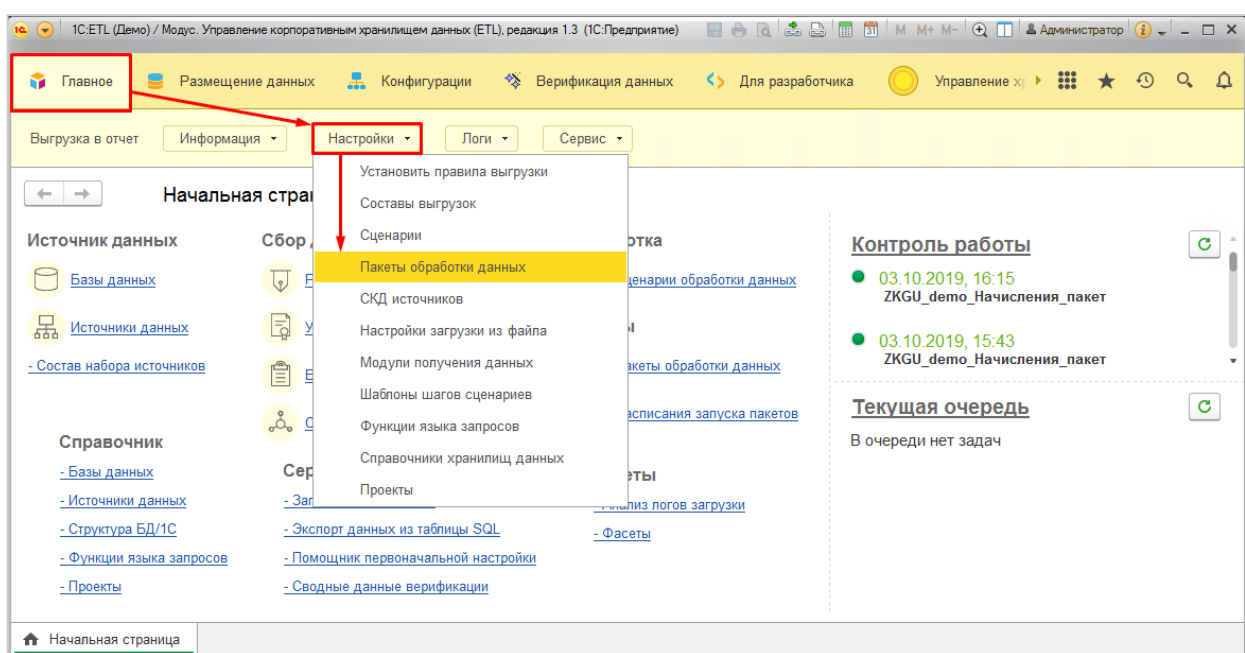 1C:ETL (Демо) / Модус. Управление корпоративным хранилищем данных (ETL), редакция 1.3 (1С:Предприятие) M M+ M- Администратор
Главное Размещение данных Конфигурации Верификация данных Для разработчика Управление
Выгрузка в отчет Информация Настройки Логи Сервис
Установить правила выгрузки
Составы выгрузок
Сценарии
Пакеты обработки данных
СКД источников
Настройки загрузки из файла
Модули получения данных
Шаблоны шагов сценариев
Функции языка запросов
Справочники хранилищ данных
Проекты
Начальная
Источник данных
Базы данных
Источники данных
- Состав набора источников
Сбор
обработки данных
обработки данных
запуска пакетов
Контроль работы
03.10.2019, 16:15
ZKGU_demo_Начисления_пакет
03.10.2019, 15:43
ZKGU_demo_Начисления_пакет
Текущая очередь
В очереди нет задач
Справочник
- Базы данных
- Источники данных
- Структура БД/1С
- Функции языка запросов
- Проекты
- Экспорт данных из таблицы SQL
- Помощник первоначальной настройки
- Сводные данные верификации
- Анализ логов загрузки
- Фасеты
Начальная страница